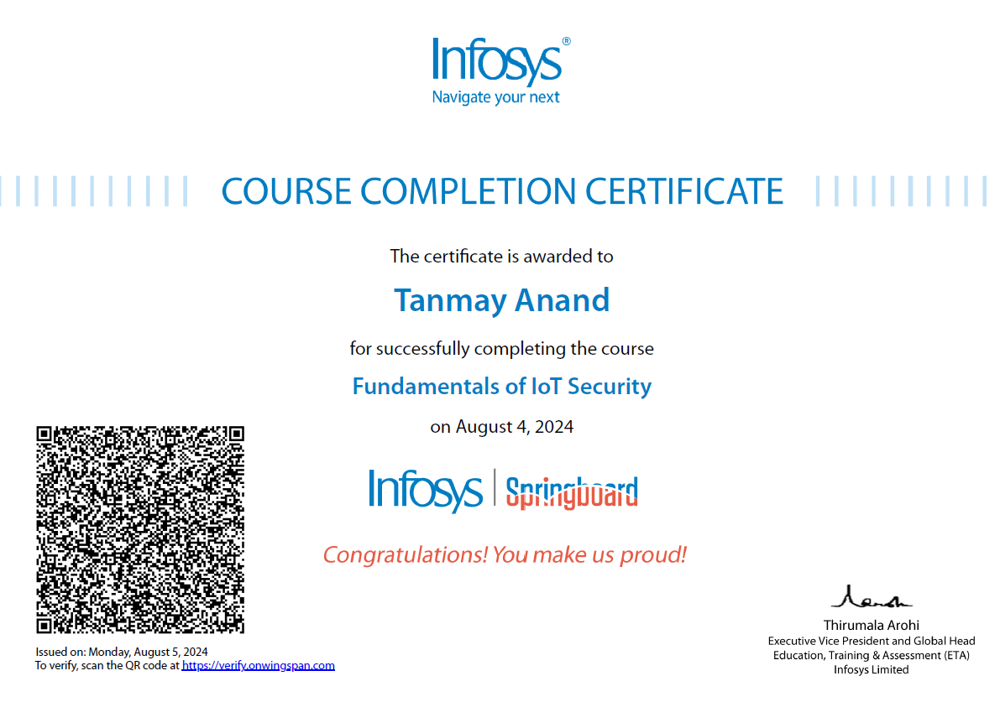 Infosys®
Navigate your next
COURSE COMPLETION CERTIFICATE
The certificate is awarded to
Tanmay Anand
for successfully completing the course
Fundamentals of IoT Security
on August 4, 2024
Infosys | Springboard
Congratulations! You make us proud!
Thirumala Arohi
Executive Vice President and Global Head
Education, Training & Assessment (ETA)
Infosys Limited
Issued on: Monday, August 5, 2024
To verify, scan the QR code at https://verify.onwingspan.com